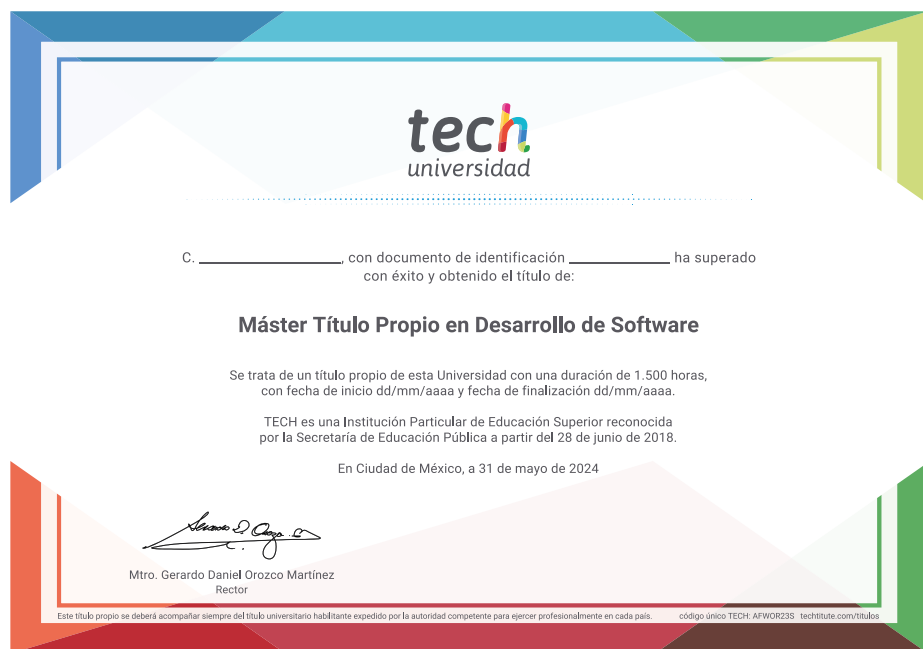 tech
universidad
C. ____________________, con documento de identificación ______________ ha superado
con éxito y obtenido el título de:
Máster Título Propio en Desarrollo de Software
Se trata de un título propio de esta Universidad con una duración de 1.500 horas,
con fecha de inicio dd/mm/aaaa y fecha de finalización dd/mm/aaaa.
TECH es una Institución Particular de Educación Superior reconocida
por la Secretaría de Educación Pública a partir del 28 de junio de 2018.
En Ciudad de México, a 31 de mayo de 2024
Mtro. Gerardo Daniel Orozco Martínez
Rector
Este título propio se deberá acompañar siempre del título universitario habilitante expedido por la autoridad competente para ejercer profesionalmente en cada país. código único TECH: AFWOR23S techtitute.com/titulos